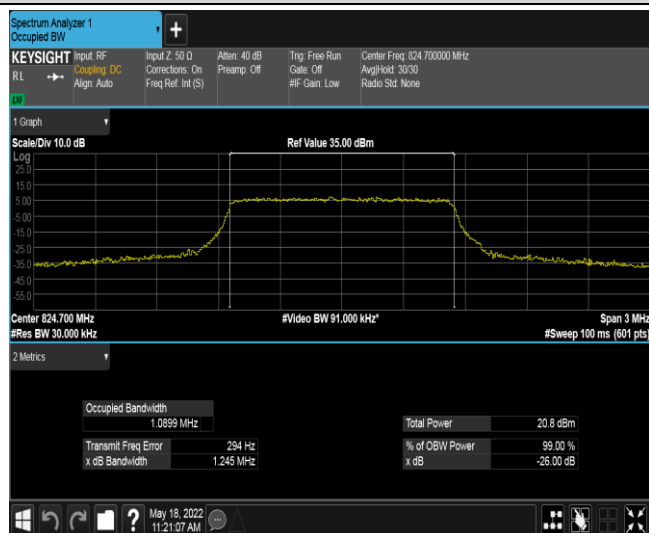 Spectrum Analyzer 1
Occupied BW
+
KEYSIGHT Input: RF Input Z: 50 Ω Atten: 40 dB Trig: Free Run Center Freq: 824.700000 MHz
RL Coupling: DC Corrections: On Preamp: Off Gate: Off Avg|Hold: 30/30
Align: Auto Freq Ref: Int (S) #IF Gain: Low Radio Std: None
LXI
1 Graph
Scale/Div 10.0 dB Ref Value 35.00 dBm
Log
25.0
15.0
5.00
-5.00
-15.0
-25.0
-35.0
-45.0
-55.0
Center 824.700 MHz #Video BW 91.000 kHz* Span 3 MHz
#Res BW 30.000 kHz #Sweep 100 ms (601 pts)
2 Metrics
Occupied Bandwidth
1.0899 MHz Total Power 20.8 dBm
Transmit Freq Error 294 Hz % of OBW Power 99.00 %
x dB Bandwidth 1.245 MHz x dB -26.00 dB
? May 18, 2022
11:21:07 AM